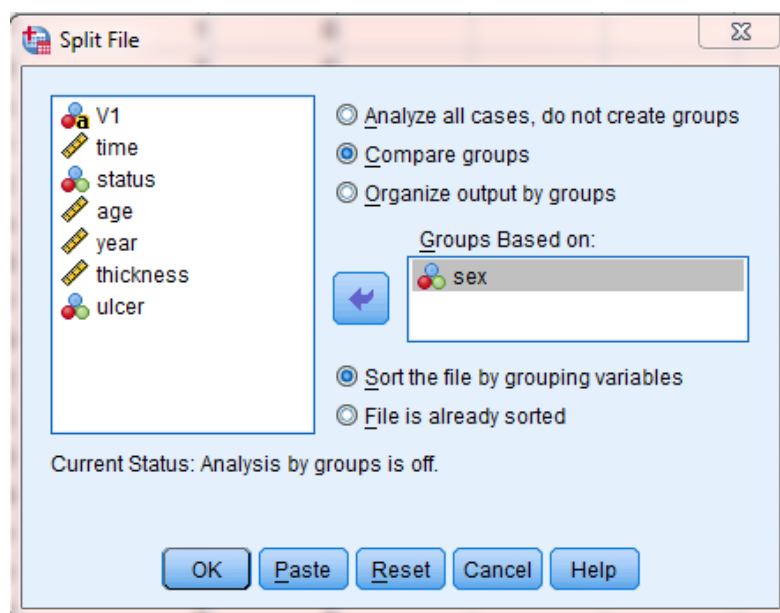 Split File
V1
time
status
age
year
thickness
ulcer
Analyze all cases, do not create groups
Compare groups
Organize output by groups
Groups Based on:
sex
Sort the file by grouping variables
File is already sorted
Current Status: Analysis by groups is off.
OK Paste Reset Cancel Help